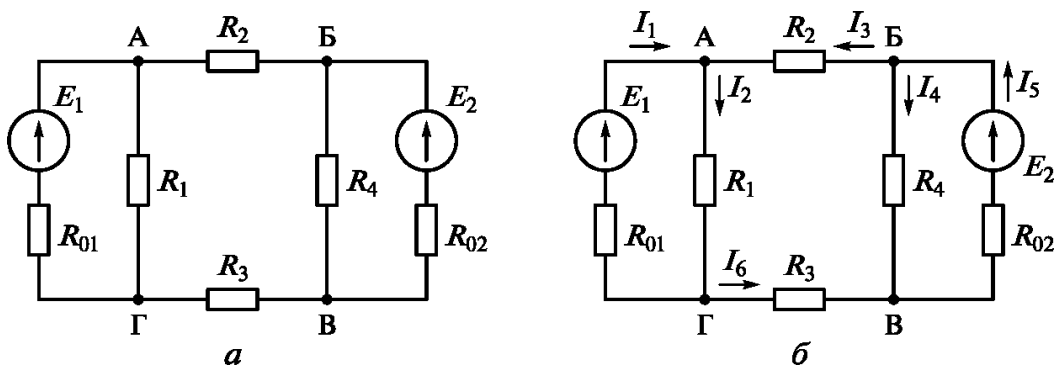 А R₂ Б
E₁ E₂
R₁ R₄
R₀₁ R₀₂
R₃
Г В
а
I₁ А R₂ I₃ Б
E₁ I₂ I₄ I₅
E₂
R₁ R₄
R₀₁ R₀₂
I₆ R₃
Г В
б